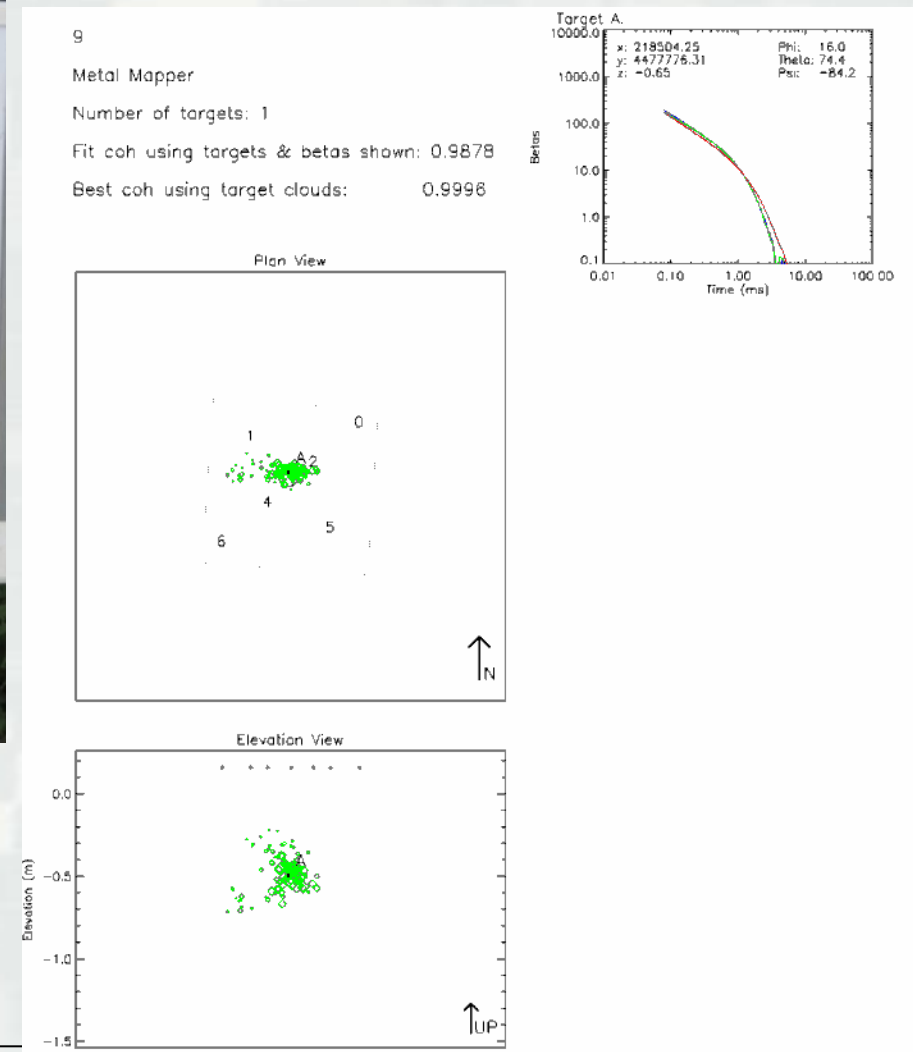 9
Metal Mapper
Number of targets: 1
Fit coh using targets & betas shown: 0.9878
Best coh using target clouds: 0.9996
Target A.
10000.0
1000.0
100.0
10.0
1.0
0.1
Betas
x: 218504.25
y: 4477776.31
z: -0.65
Phi: 16.0
Theta: 74.4
Psi: -84.2
0.01 0.10 1.00 10.00 100.00
Time (ms)
Plan View
0
1
A 2
4
5
6
N
Elevation View
0.0
-0.5
-1.0
-1.5
Elevation (m)
A
UP